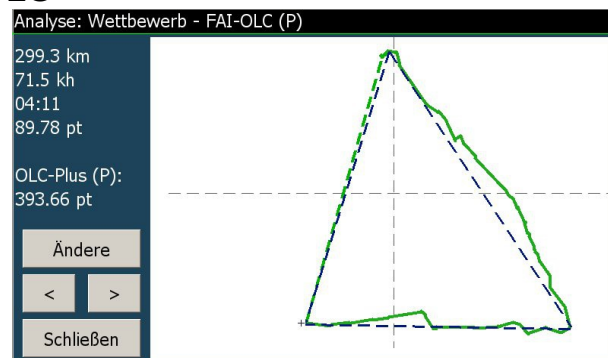 Analyse: Wettbewerb - FAI-OLC (P)
299.3 km
71.5 kh
04:11
89.78 pt
OLC-Plus (P):
393.66 pt
Ändere
< >
Schließen